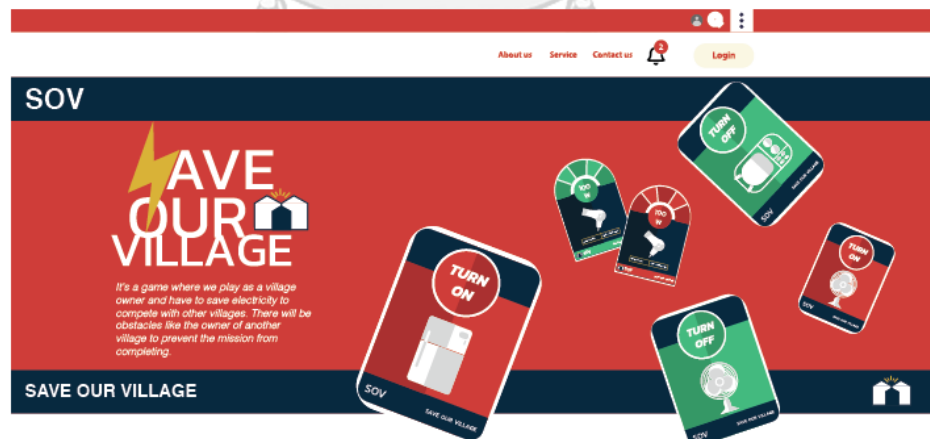 About us Service Contact us 2 Login
SOV
AVE
OUR
VILLAGE
It's a game where we play as a village
owner and have to save electricity to
compete with other villages. There will be
obstacles like the owner of another
village to prevent the mission from
completing.
TURN
OFF
SAVE OUR VILLAGE
SOV
100
W
100
W
TURN
ON
SOV
SAVE OUR VILLAGE
TURN
ON
TURN
OFF
SOV
SAVE OUR VILLAGE
SAVE OUR VILLAGE